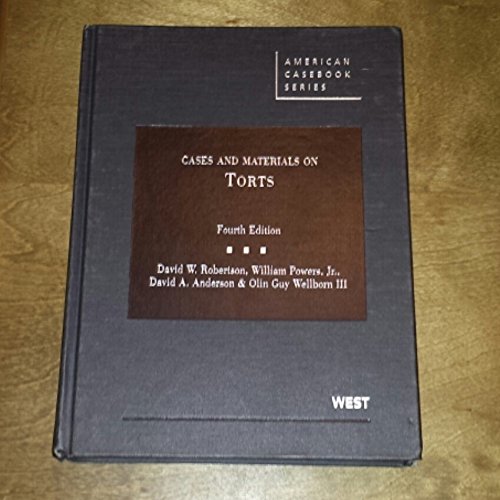 AMERICAN
CASEBOOK
SERIES
CASES AND MATERIALS ON
TORTS
Fourth Edition
David W. Robertson, William Powers, Jr.,
David A. Anderson & Olin Guy Wellborn III
WEST